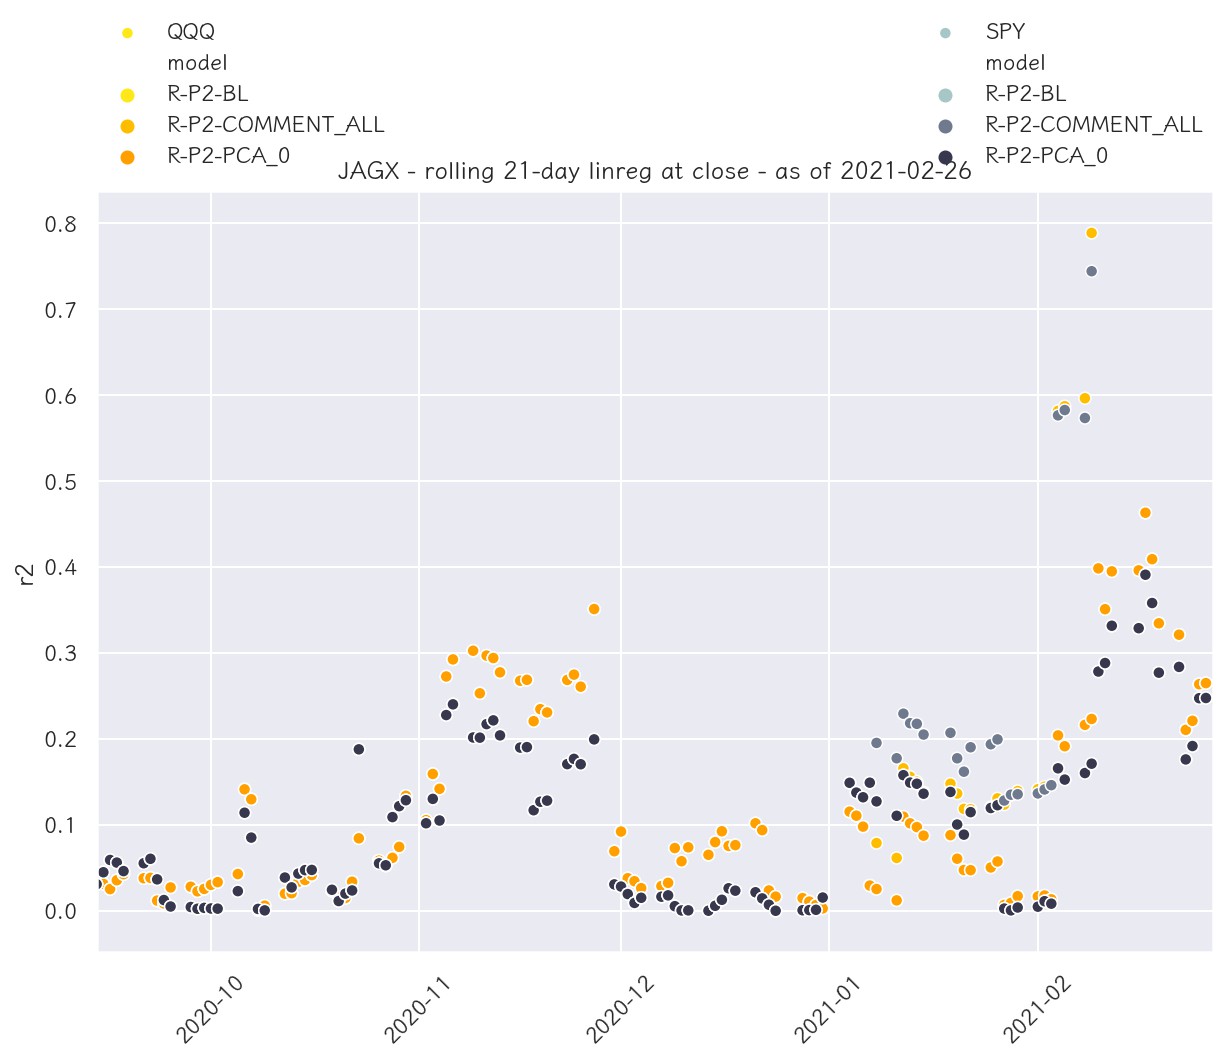 QQQ
model
R-P2-BL
R-P2-COMMENT_ALL
R-P2-PCA_0
SPY
model
R-P2-BL
R-P2-COMMENT_ALL
R-P2-PCA_0
JAGX - rolling 21-day linreg at close - as of 2021-02-26
0.8
0.7
0.6
0.5
0.4
0.3
0.2
0.1
0.0
r2
2020-10
2020-11
2020-12
2021-01
2021-02